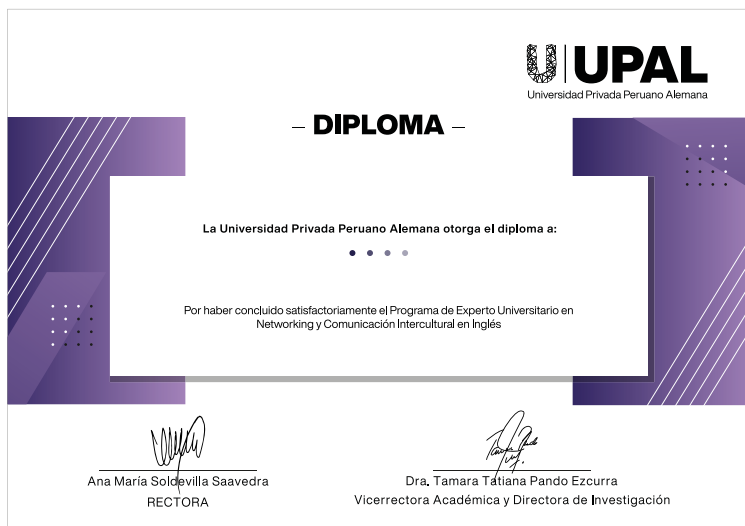 UPAL
Universidad Privada Peruano Alemana
– DIPLOMA –
La Universidad Privada Peruano Alemana otorga el diploma a:
Por haber concluido satisfactoriamente el Programa de Experto Universitario en
Networking y Comunicación Intercultural en Inglés
Ana María Soldevilla Saavedra
RECTORA
Dra. Tamara Tatiana Pando Ezcurra
Vicerrectora Académica y Directora de Investigación